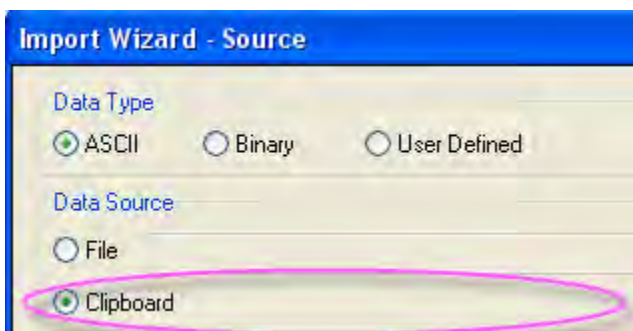 Import Wizard - Source
Data Type
ASCII Binary User Defined
Data Source
File
Clipboard